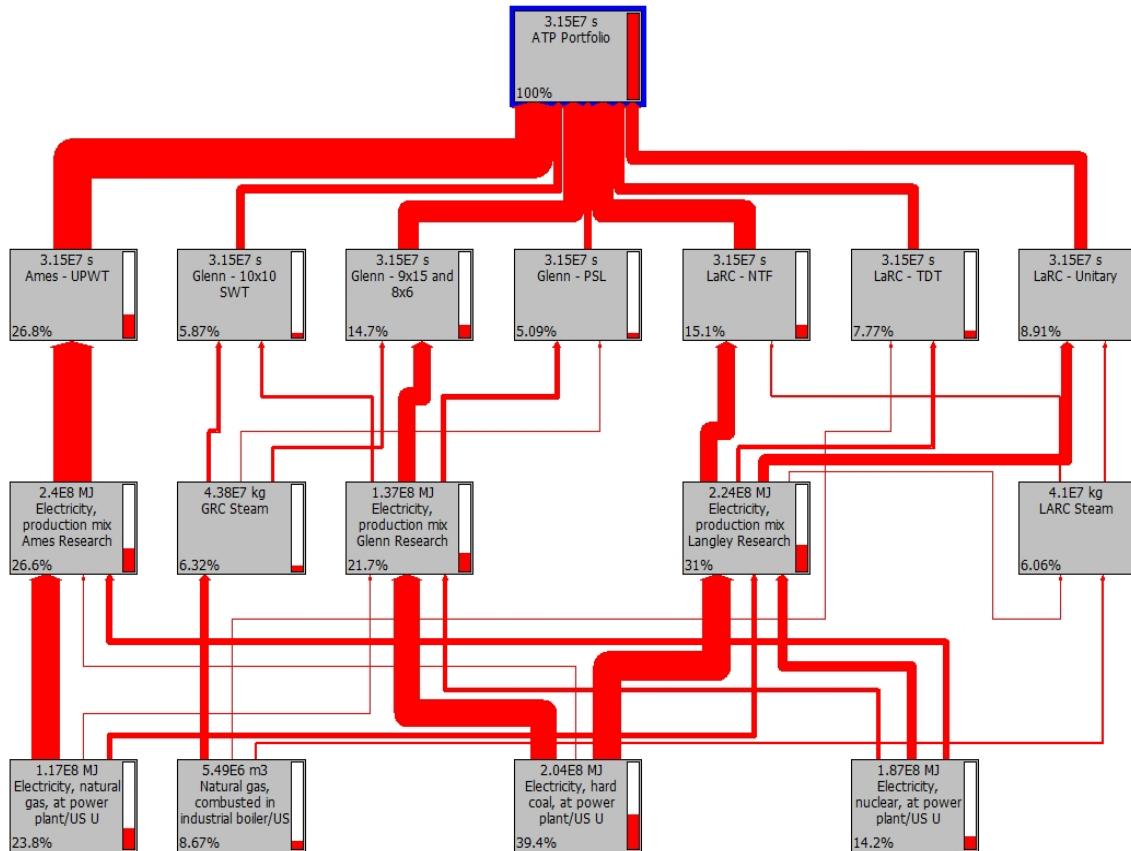 3.15E7 s
ATP Portfolio
100%
3.15E7 s
Ames - UPWT
26.8%
3.15E7 s
Glenn - 10x10
SWT
5.87%
3.15E7 s
Glenn - 9x15 and
8x6
14.7%
3.15E7 s
Glenn - PSL
5.09%
3.15E7 s
LaRC - NTF
15.1%
3.15E7 s
LaRC - TDT
7.77%
3.15E7 s
LaRC - Unitary
8.91%
2.4E8 MJ
Electricity,
production mix
Ames Research
26.6%
4.38E7 kg
GRC Steam
6.32%
1.37E8 MJ
Electricity,
production mix
Glenn Research
21.7%
2.24E8 MJ
Electricity,
production mix
Langley Research
31%
4.1E7 kg
LARC Steam
6.06%
1.17E8 MJ
Electricity, natural
gas, at power
plant/US U
23.8%
5.49E6 m3
Natural gas,
combusted in
industrial boiler/US
8.67%
2.04E8 MJ
Electricity, hard
coal, at power
plant/US U
39.4%
1.87E8 MJ
Electricity,
nuclear, at power
plant/US U
14.2%